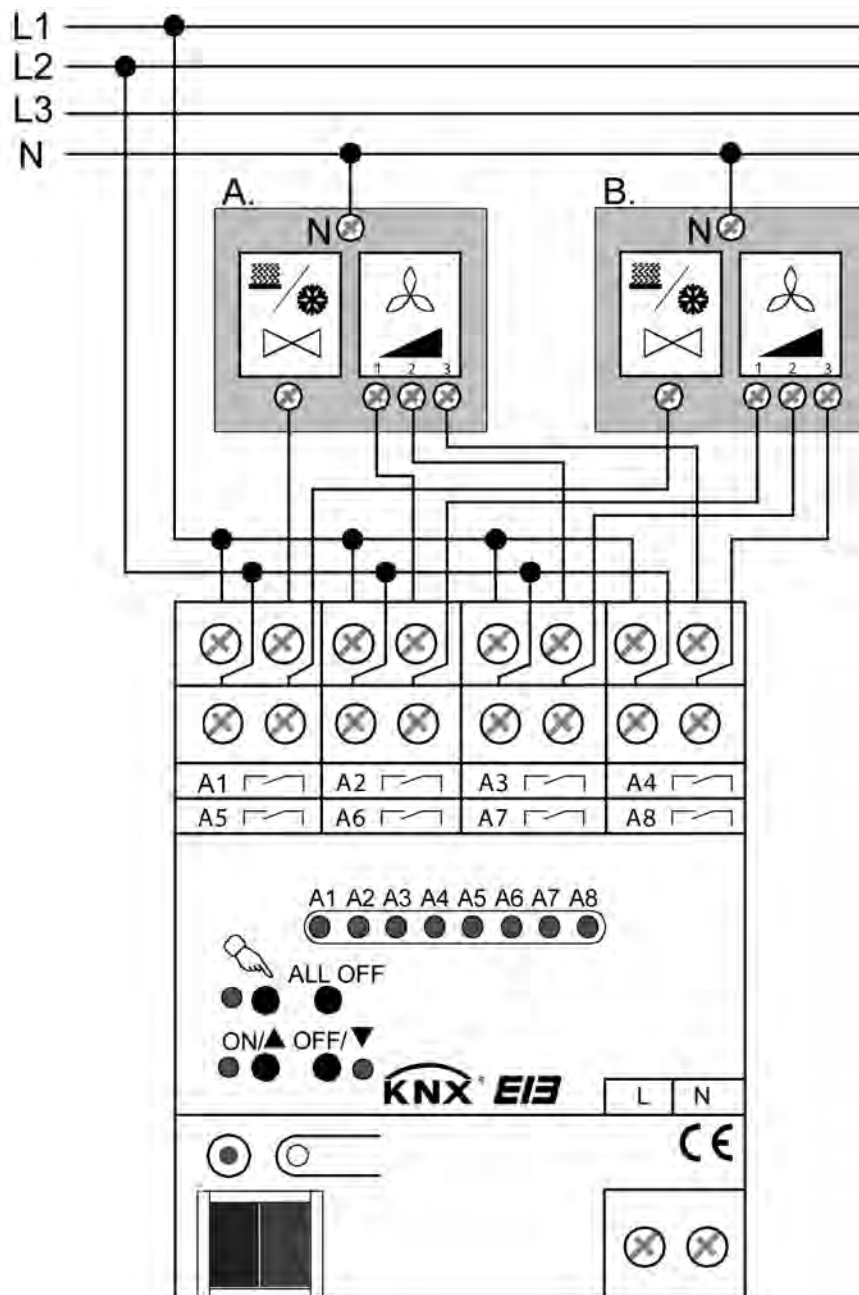 L1
L2
L3
N
A. B.
N N
1 2 3 1 2 3
A1 A2 A3 A4
A5 A6 A7 A8
A1 A2 A3 A4 A5 A6 A7 A8
ALL OFF
ON/▲ OFF/▼
KNX® EIB
L N
CE